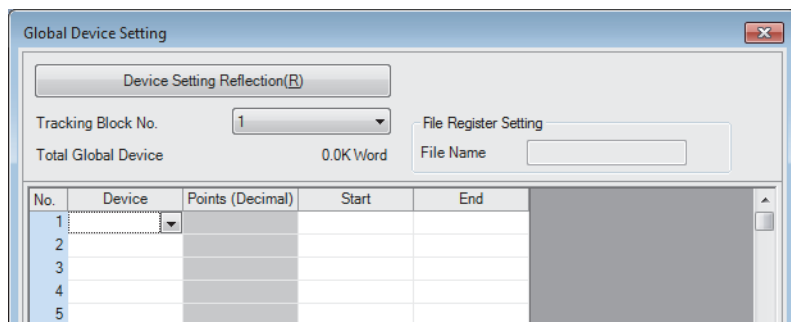 Global Device Setting
Device Setting Reflection(R)
Tracking Block No. 1
File Register Setting
Total Global Device 0.0K Word
File Name
No. Device Points (Decimal) Start End
1
2
3
4
5